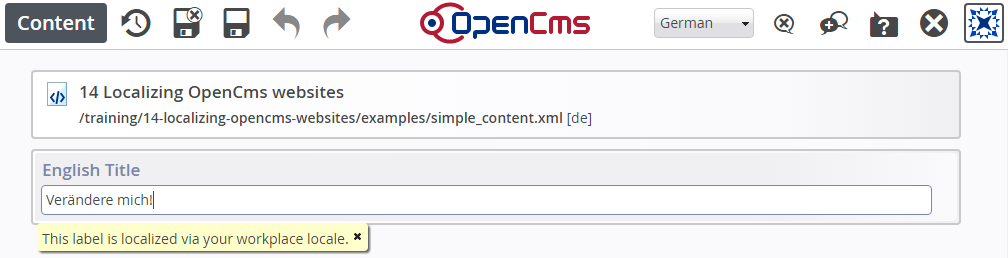 Content
OpenCms
German
14 Localizing OpenCms websites
/training/14-localizing-opencms-websites/examples/simple_content.xml [de]
English Title
Verändere mich!
This label is localized via your workplace locale.